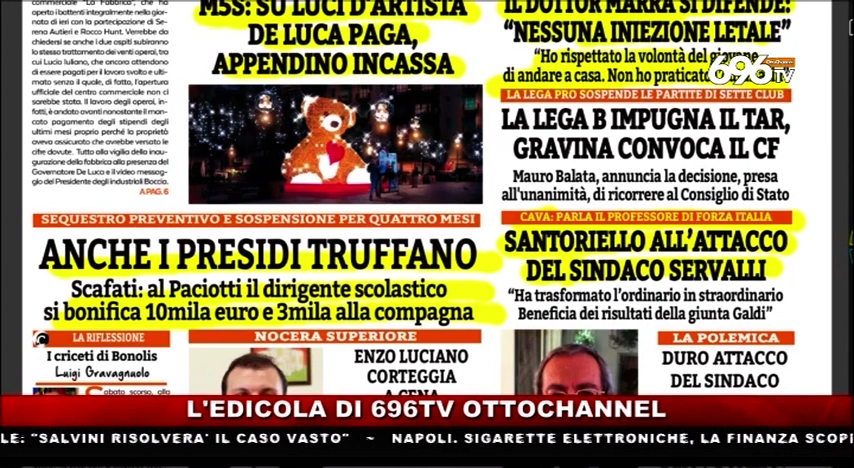 commerciale "La Fabbrica", che ha
aperto i battenti integralmente nella gior-
nata di ieri con la partecipazione di Se-
rena Autieri e Rocco Hunt. Verrebbe da
chiedersi se anche i due ospiti subiranno
lo stesso trattamento dei venti operai, tra
cui Lucio Iuliano, che ancora attendono
di essere pagati per il lavoro svolto e ulti-
mato senza il quale, di fatto, l'apertura
ufficiale del centro commerciale non ci
sarebbe stata. Il lavoro degli operai, in-
fatti, è andato avanti nonostante il man-
cato pagamento degli stipendi degli
ultimi mesi proprio perché la proprietà
aveva assicurato che avrebbe versato le
cifre dovute. Tutto alla vigilia della inau-
gurazione della fabbrica alla presenza del
Governatore De Luca e il video messag-
gio del Presidente degli industriali Boccia.
A PAG. 6
M5S: SU LUCI D'ARTISTA
DE LUCA PAGA,
APPENDINO INCASSA
IL DOTTOR MARRA SI DIFENDE:
"NESSUNA INIEZIONE LETALE"
"Ho rispettato la volontà del giovane
di andare a casa. Non ho praticato
696
TV
LA LEGA PRO SOSPENDE LE PARTITE DI SETTE CLUB
LA LEGA B IMPUGNA IL TAR,
GRAVINA CONVOCA IL CF
Mauro Balata, annuncia la decisione, presa
all'unanimità, di ricorrere al Consiglio di Stato
SEQUESTRO PREVENTIVO E SOSPENSIONE PER QUATTRO MESI
ANCHE I PRESIDI TRUFFANO
Scafati: al Paciotti il dirigente scolastico
si bonifica 10mila euro e 3mila alla compagna
CAVA: PARLA IL PROFESSORE DI FORZA ITALIA
SANTORIELLO ALL'ATTACCO
DEL SINDACO SERVALLI
"Ha trasformato l'ordinario in straordinario
Beneficia dei risultati della giunta Galdi"
LA RIFLESSIONE
I criceti di Bonolis
Luigi Gravagnuolo
Sabato scorso, alla
NOCERA SUPERIORE
ENZO LUCIANO
CORTEGGIA
A CENA
LA POLEMICA
DURO ATTACCO
DEL SINDACO
L'EDICOLA DI 696TV OTTOCHANNEL
LE: "SALVINI RISOLVERA' IL CASO VASTO" ~ NAPOLI. SIGARETTE ELETTRONICHE, LA FINANZA SCOP